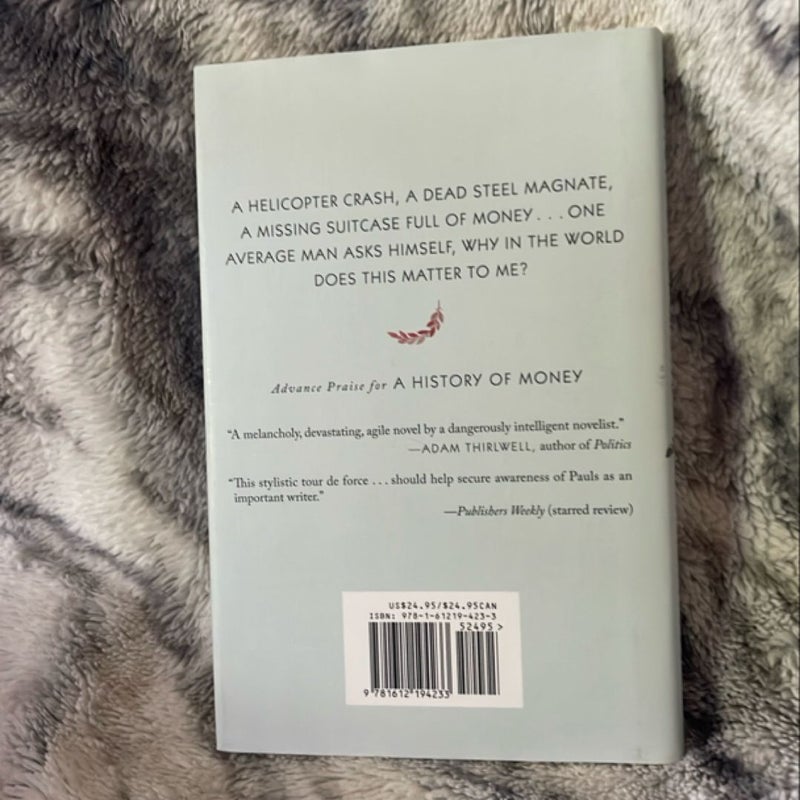 A HELICOPTER CRASH, A DEAD STEEL MAGNATE,
A MISSING SUITCASE FULL OF MONEY . . . ONE
AVERAGE MAN ASKS HIMSELF, WHY IN THE WORLD
DOES THIS MATTER TO ME?
Advance Praise for A HISTORY OF MONEY
“A melancholy, devastating, agile novel by a dangerously intelligent novelist.”
—ADAM THIRLWELL, author of Politics
“This stylistic tour de force . . . should help secure awareness of Pauls as an
important writer.”
—Publishers Weekly (starred review)
US$24.95/$24.95CAN
ISBN: 978-1-61219-423-3
52495 >
9 781612 194233